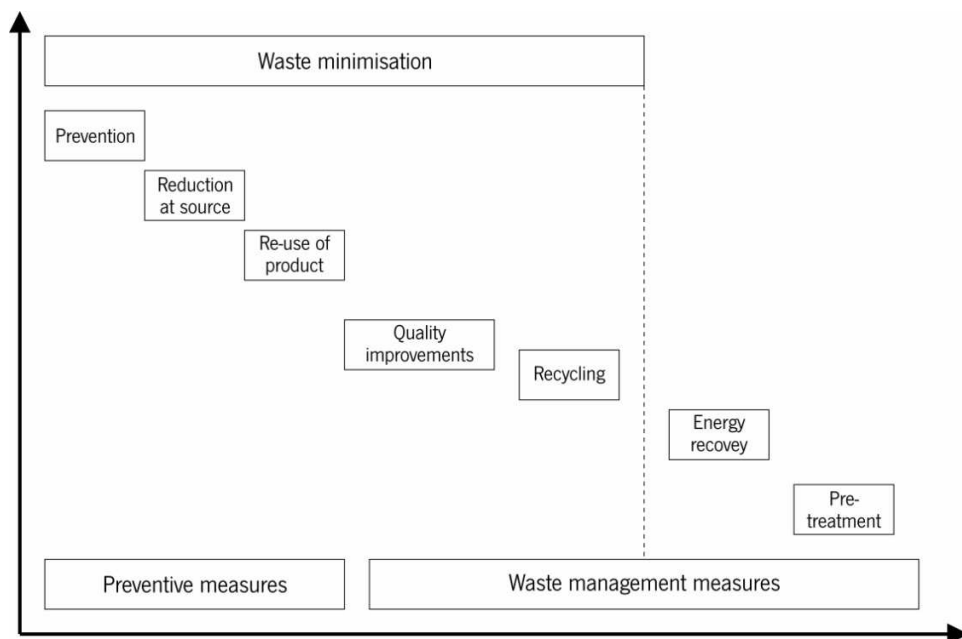 Waste minimisation
Prevention
Reduction
at source
Re-use of
product
Quality
improvements
Recycling
Energy
recovey
Pre-
treatment
Preventive measures
Waste management measures